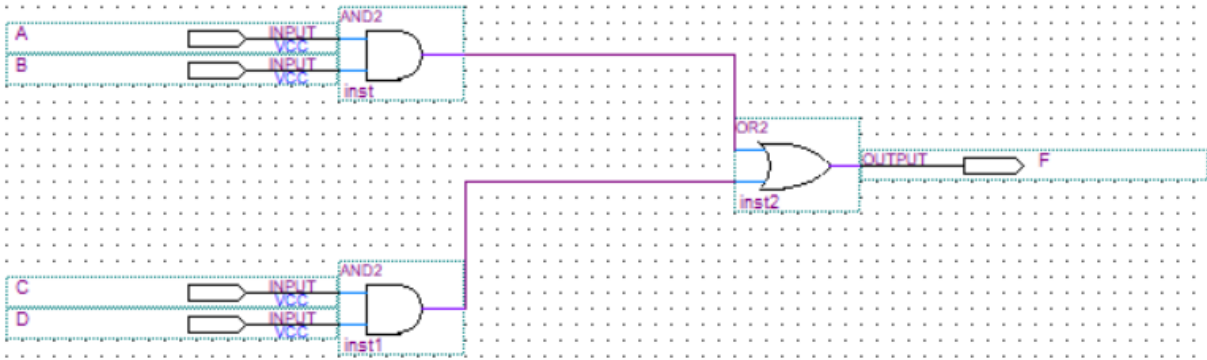 AND2
A INPUT
VCC
B INPUT
VCC
inst
OR2
OUTPUT F
inst2
AND2
C INPUT
VCC
D INPUT
VCC
inst1